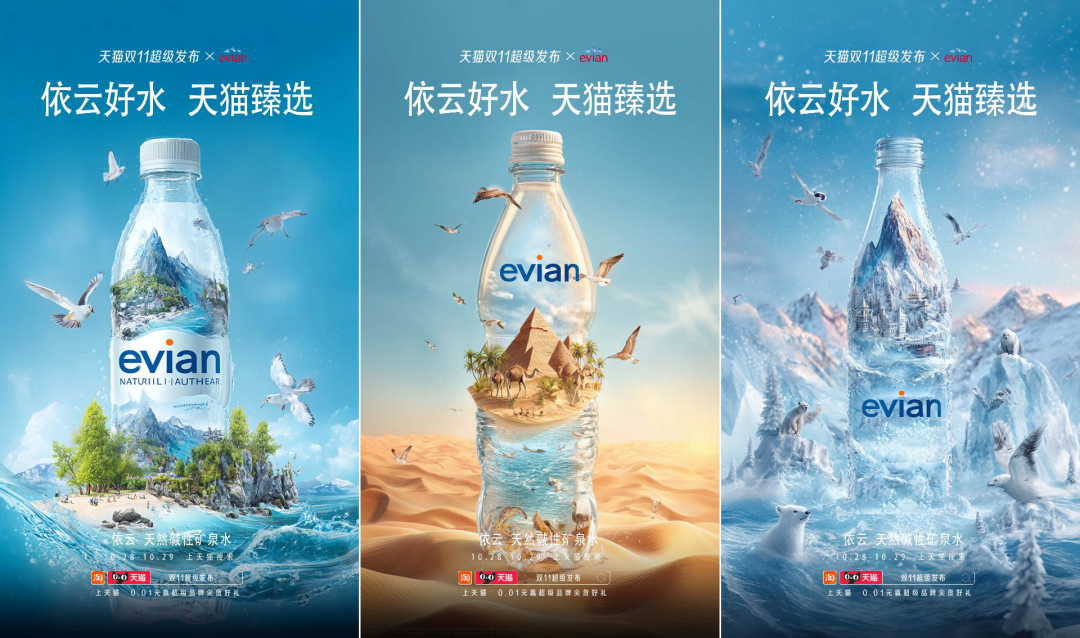 天猫双11超级发布 × evian
依云好水 天猫臻选
evian
NATURIILI·I|AUTHEAR.
依云 天然碱性矿泉水
10.28-10.29
淘 天猫 双11超级发布
上天猫 0.01元赢超级品牌尖货好礼
天猫双11超级发布 × evian
依云好水 天猫臻选
evian
依云 天然碱性矿泉水
10.28-10.29
淘 天猫 双11超级发布
上天猫 0.01元赢超级品牌尖货好礼
天猫双11超级发布 × evian
依云好水 天猫臻选
evian
依云 天然碱性矿泉水
10.28-10.29
淘 天猫 双11超级发布
上天猫 0.01元赢超级品牌尖货好礼